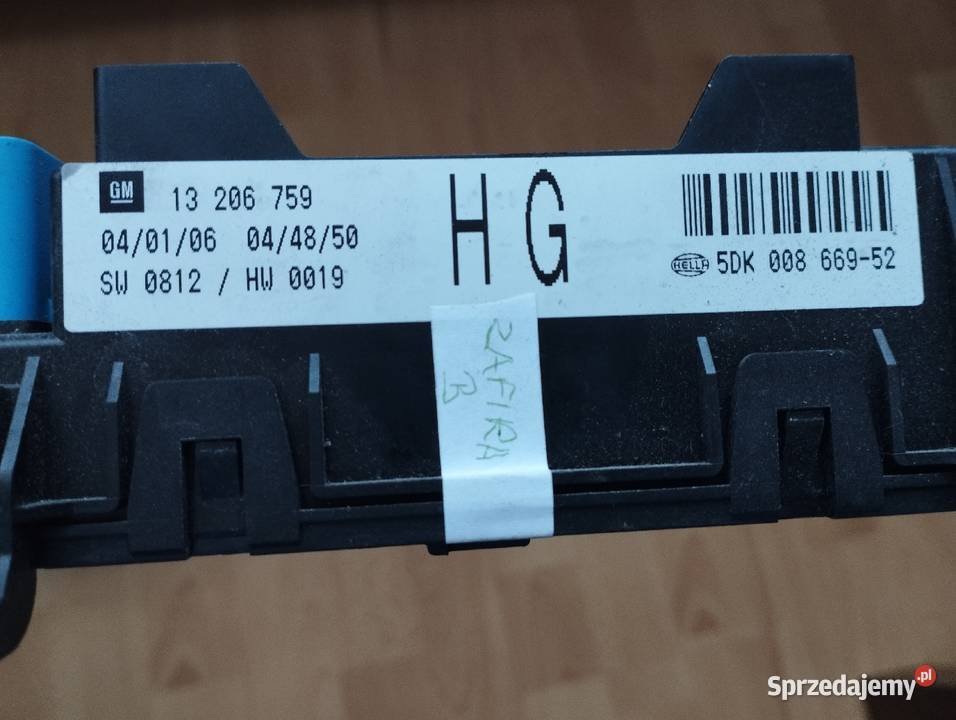 GM 13 206 759
04/01/06 04/48/50
SW 0812 / HW 0019
HG
HELLA 5DK 008 669-52
ZAFIRA
B
Sprzedajemy.pl